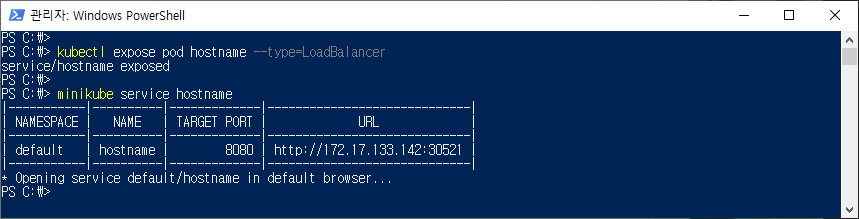 관리자: Windows PowerShell
PS C:\>
PS C:\> kubectl expose pod hostname --type=LoadBalancer
service/hostname exposed
PS C:\>
PS C:\> minikube service hostname
|-----------|----------|-------------|-----------------------------|
| NAMESPACE |   NAME   | TARGET PORT |             URL             |
|-----------|----------|-------------|-----------------------------|
| default   | hostname |        8080 | http://172.17.133.142:30521 |
|-----------|----------|-------------|-----------------------------|
* Opening service default/hostname in default browser...
PS C:\>